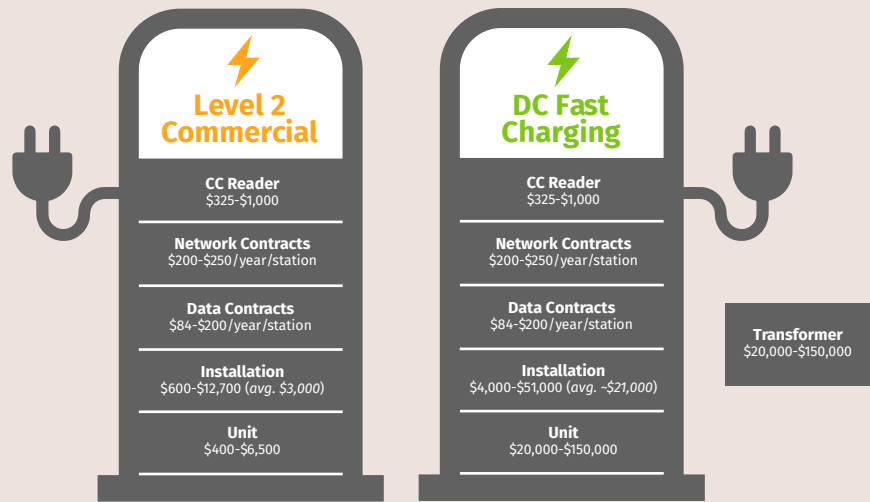 Level 2
Commercial
CC Reader
$325-$1,000
Network Contracts
$200-$250/year/station
Data Contracts
$84-$200/year/station
Installation
$600-$12,700 (avg. $3,000)
Unit
$400-$6,500
DC Fast
Charging
CC Reader
$325-$1,000
Network Contracts
$200-$250/year/station
Data Contracts
$84-$200/year/station
Installation
$4,000-$51,000 (avg. ~$21,000)
Unit
$20,000-$150,000
Transformer
$20,000-$150,000